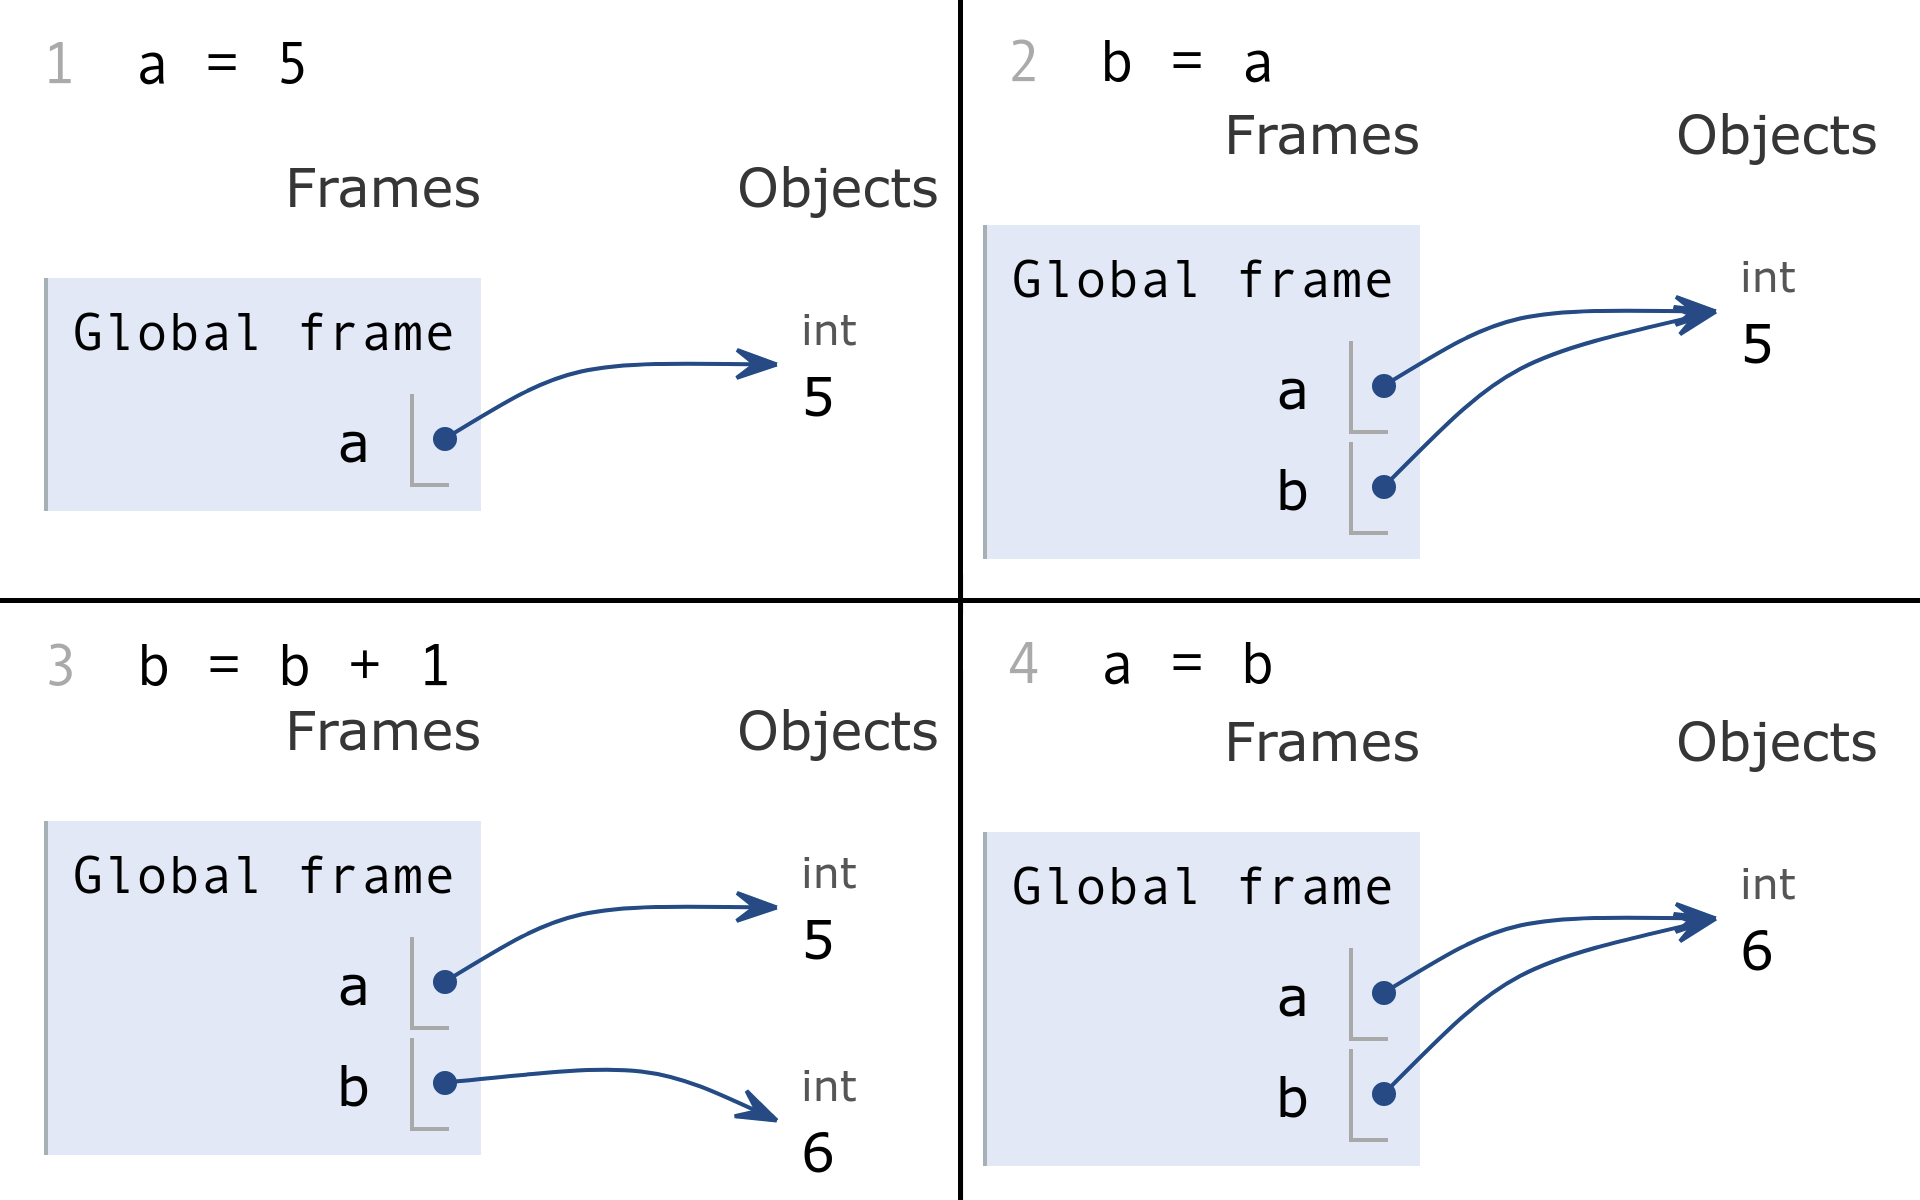 1 a = 5
Frames Objects
Global frame
int
5
a
2 b = a
Frames Objects
Global frame
int
5
a
b
3 b = b + 1
Frames Objects
Global frame
int
5
a
b
int
6
4 a = b
Frames Objects
Global frame
int
6
a
b